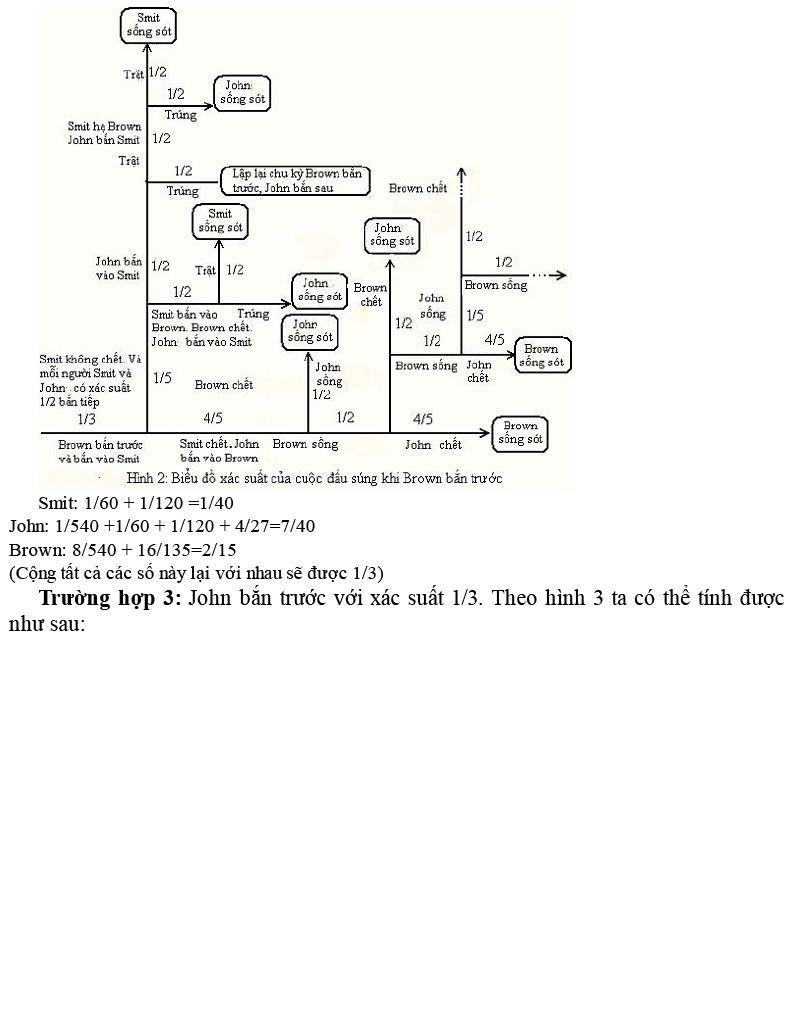 Smit
sống sót
Trật 1/2
1/2
Trúng
John
sống sót
Smit hạ Brown
John bắn Smit 1/2
Trật
1/2
Trúng
Lập lại chu kỳ Brown bắn
trước, John bắn sau
Brown chết
Smit
sống sót
John
sống sót
1/2
1/2
Brown sống
John bắn
vào Smit 1/2
Trật 1/2
1/2
Smit bắn vào Trúng
Brown. Brown chết.
John bắn vào Smit
John
sống sót
Brown
chết
1/2
John
sống
1/5
1/2
Brown sống
4/5
John
chết
Brown
sống sót
John
sống sót
Smit không chết. Và
mỗi người Smit và
John có xác suất
1/2 bắn tiếp
1/5
Brown chết
John
sống
1/2
1/3
4/5
1/2
4/5
Brown
sống sót
Brown bắn trước
và bắn vào Smit
Smit chết. John
bắn vào Brown
Brown sống
John chết
Hình 2: Biểu đồ xác suất của cuộc đấu súng khi Brown bắn trước
Smit: 1/60 + 1/120 =1/40
John: 1/540 +1/60 + 1/120 + 4/27=7/40
Brown: 8/540 + 16/135=2/15
(Cộng tất cả các số này lại với nhau sẽ được 1/3)
Trường hợp 3: John bắn trước với xác suất 1/3. Theo hình 3 ta có thể tính được
như sau: